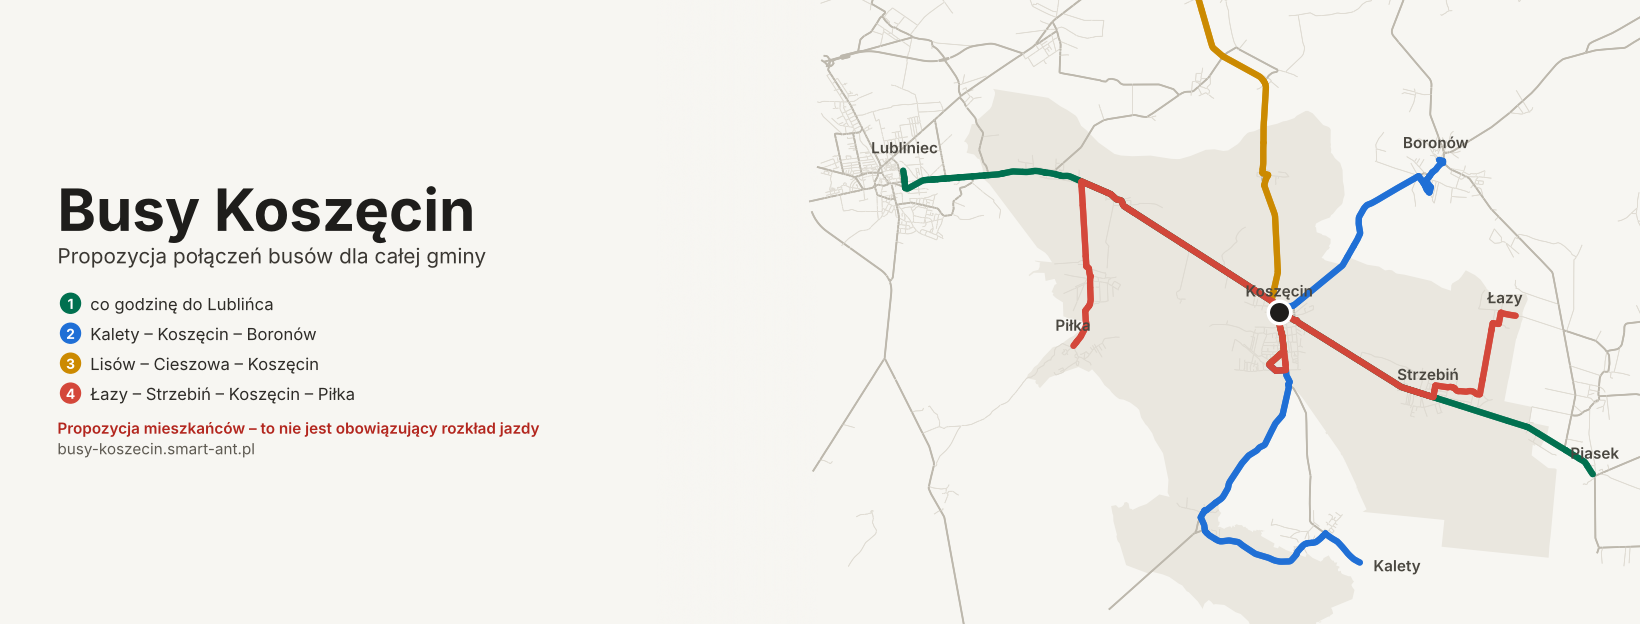 Busy Koszęcin
Propozycja połączeń busów dla całej gminy
1 co godzinę do Lublińca
2 Kalety – Koszęcin – Boronów
3 Lisów – Cieszowa – Koszęcin
4 Łazy – Strzebiń – Koszęcin – Piłka
Propozycja mieszkańców – to nie jest obowiązujący rozkład jazdy
busy-koszecin.smart-ant.pl
Lubliniec
Boronów
Koszęcin
Łazy
Piłka
Strzebiń
Piasek
Kalety